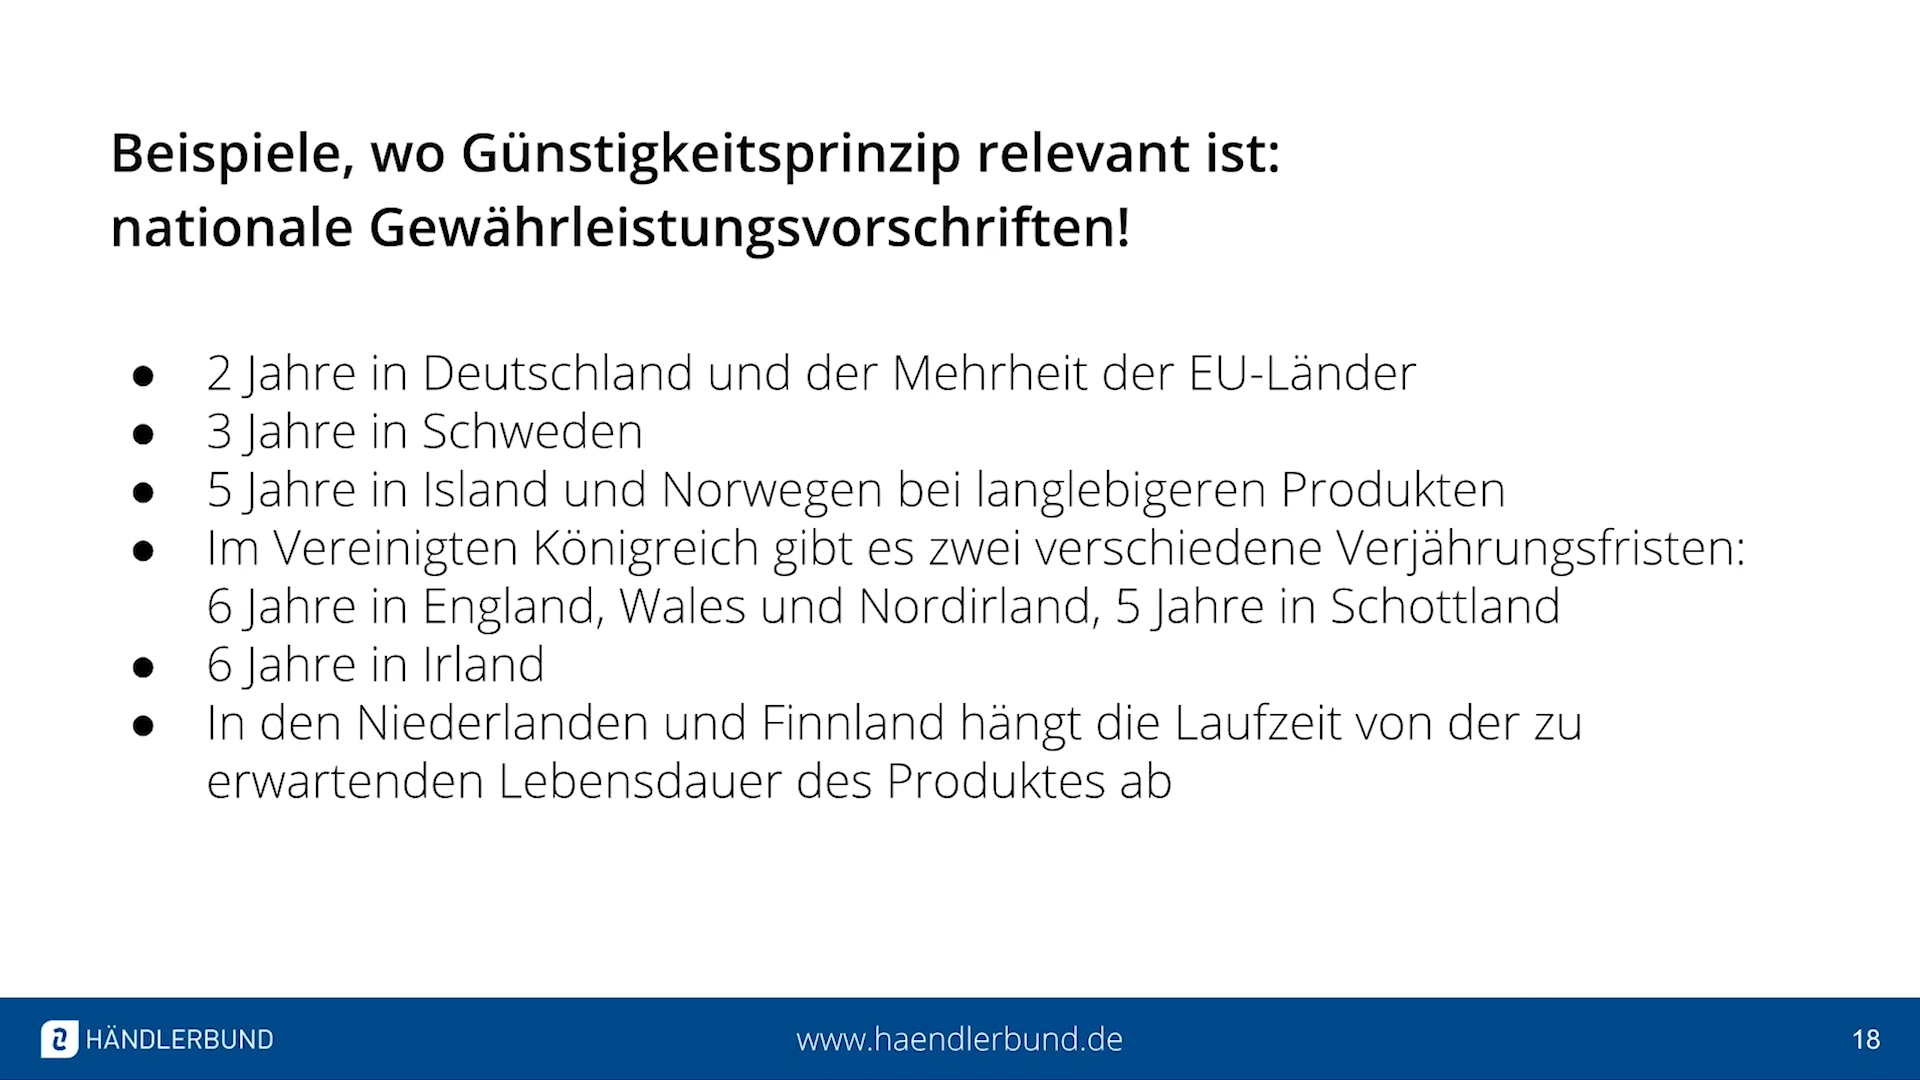 Beispiele, wo Günstigkeitsprinzip relevant ist:
nationale Gewährleistungsvorschriften!
● 2 Jahre in Deutschland und der Mehrheit der EU-Länder
● 3 Jahre in Schweden
● 5 Jahre in Island und Norwegen bei langlebigeren Produkten
● Im Vereinigten Königreich gibt es zwei verschiedene Verjährungsfristen:
6 Jahre in England, Wales und Nordirland, 5 Jahre in Schottland
● 6 Jahre in Irland
● In den Niederlanden und Finnland hängt die Laufzeit von der zu
erwartenden Lebensdauer des Produktes ab
HÄNDLERBUND
www.haendlerbund.de
18